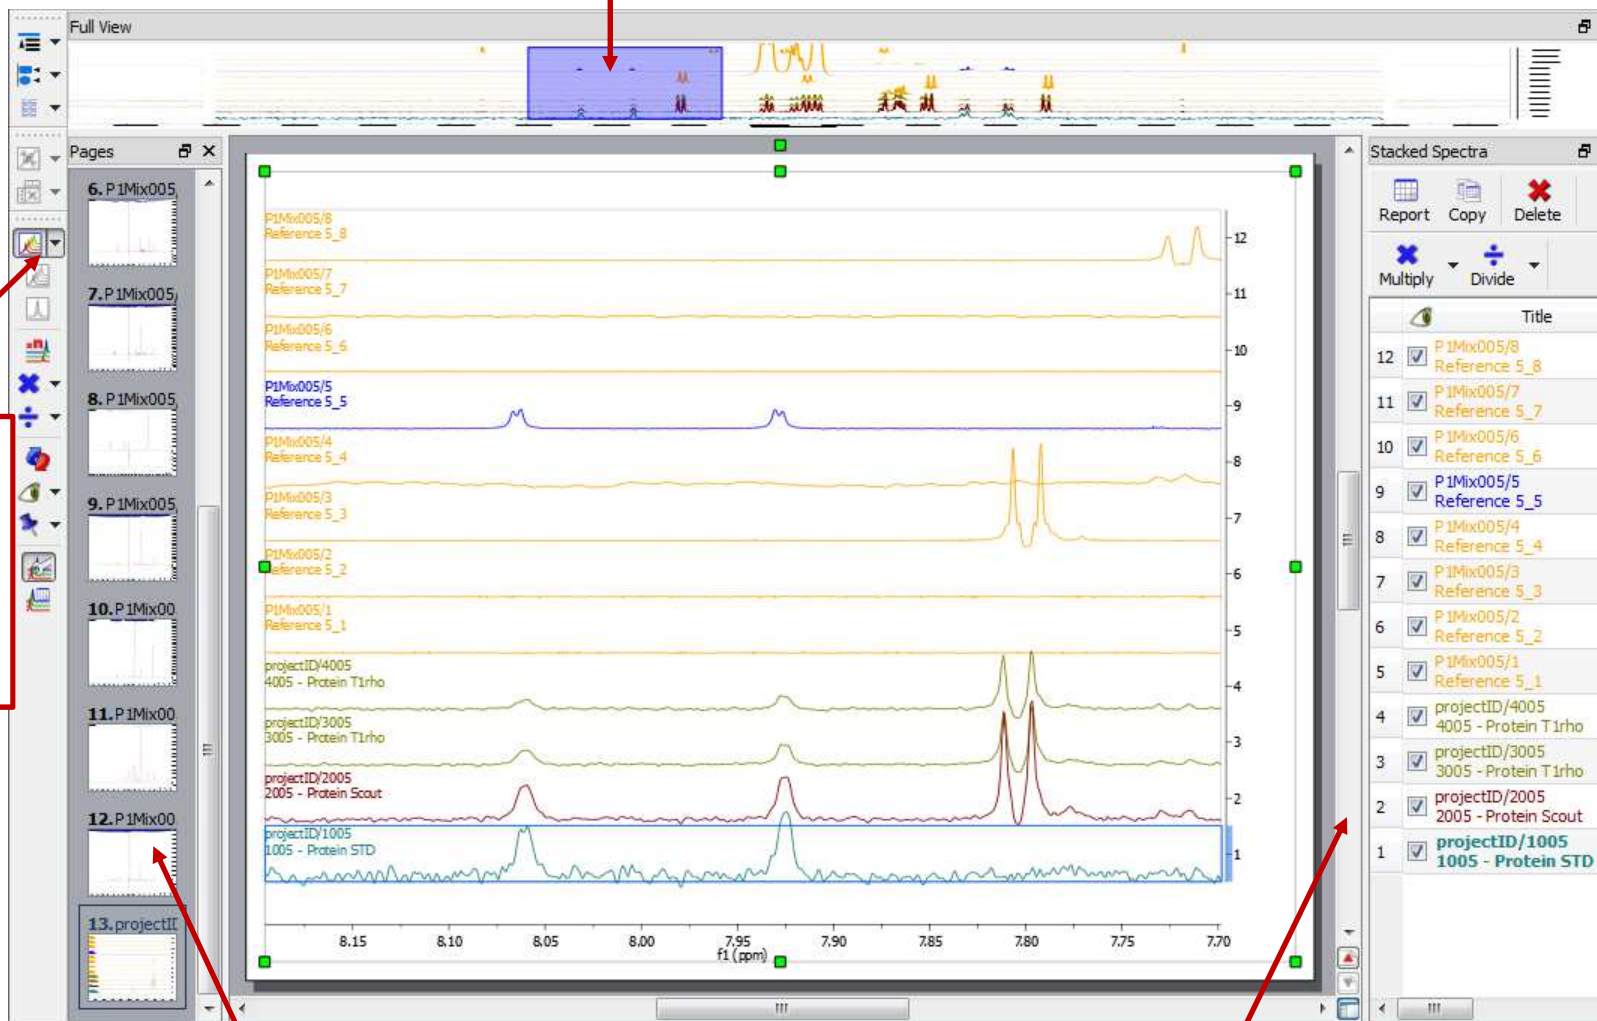 Full View
Pages
6. P1Mix005,
7. P1Mix005,
8. P1Mix005,
9. P1Mix005,
10. P1Mix00
11. P1Mix00
12. P1Mix00
13. projectID
P1Mix005/8
Reference 5_8
P1Mix005/7
Reference 5_7
P1Mix005/6
Reference 5_6
P1Mix005/5
Reference 5_5
P1Mix005/4
Reference 5_4
P1Mix005/3
Reference 5_3
P1Mix005/2
Reference 5_2
P1Mix005/1
Reference 5_1
projectID/4005
4005 - Protein T1rho
projectID/3005
3005 - Protein T1rho
projectID/2005
2005 - Protein Scout
projectID/1005
1005 - Protein STD
12
11
10
9
8
7
6
5
4
3
2
1
8.15 8.10 8.05 8.00 7.95 7.90 7.85 7.80 7.75 7.70
f1 (ppm)
Stacked Spectra
Report Copy Delete
Multiply Divide
Title
12 P1Mix005/8
Reference 5_8
11 P1Mix005/7
Reference 5_7
10 P1Mix005/6
Reference 5_6
9 P1Mix005/5
Reference 5_5
8 P1Mix005/4
Reference 5_4
7 P1Mix005/3
Reference 5_3
6 P1Mix005/2
Reference 5_2
5 P1Mix005/1
Reference 5_1
4 projectID/4005
4005 - Protein T1rho
3 projectID/3005
3005 - Protein T1rho
2 projectID/2005
2005 - Protein Scout
1 projectID/1005
1005 - Protein STD